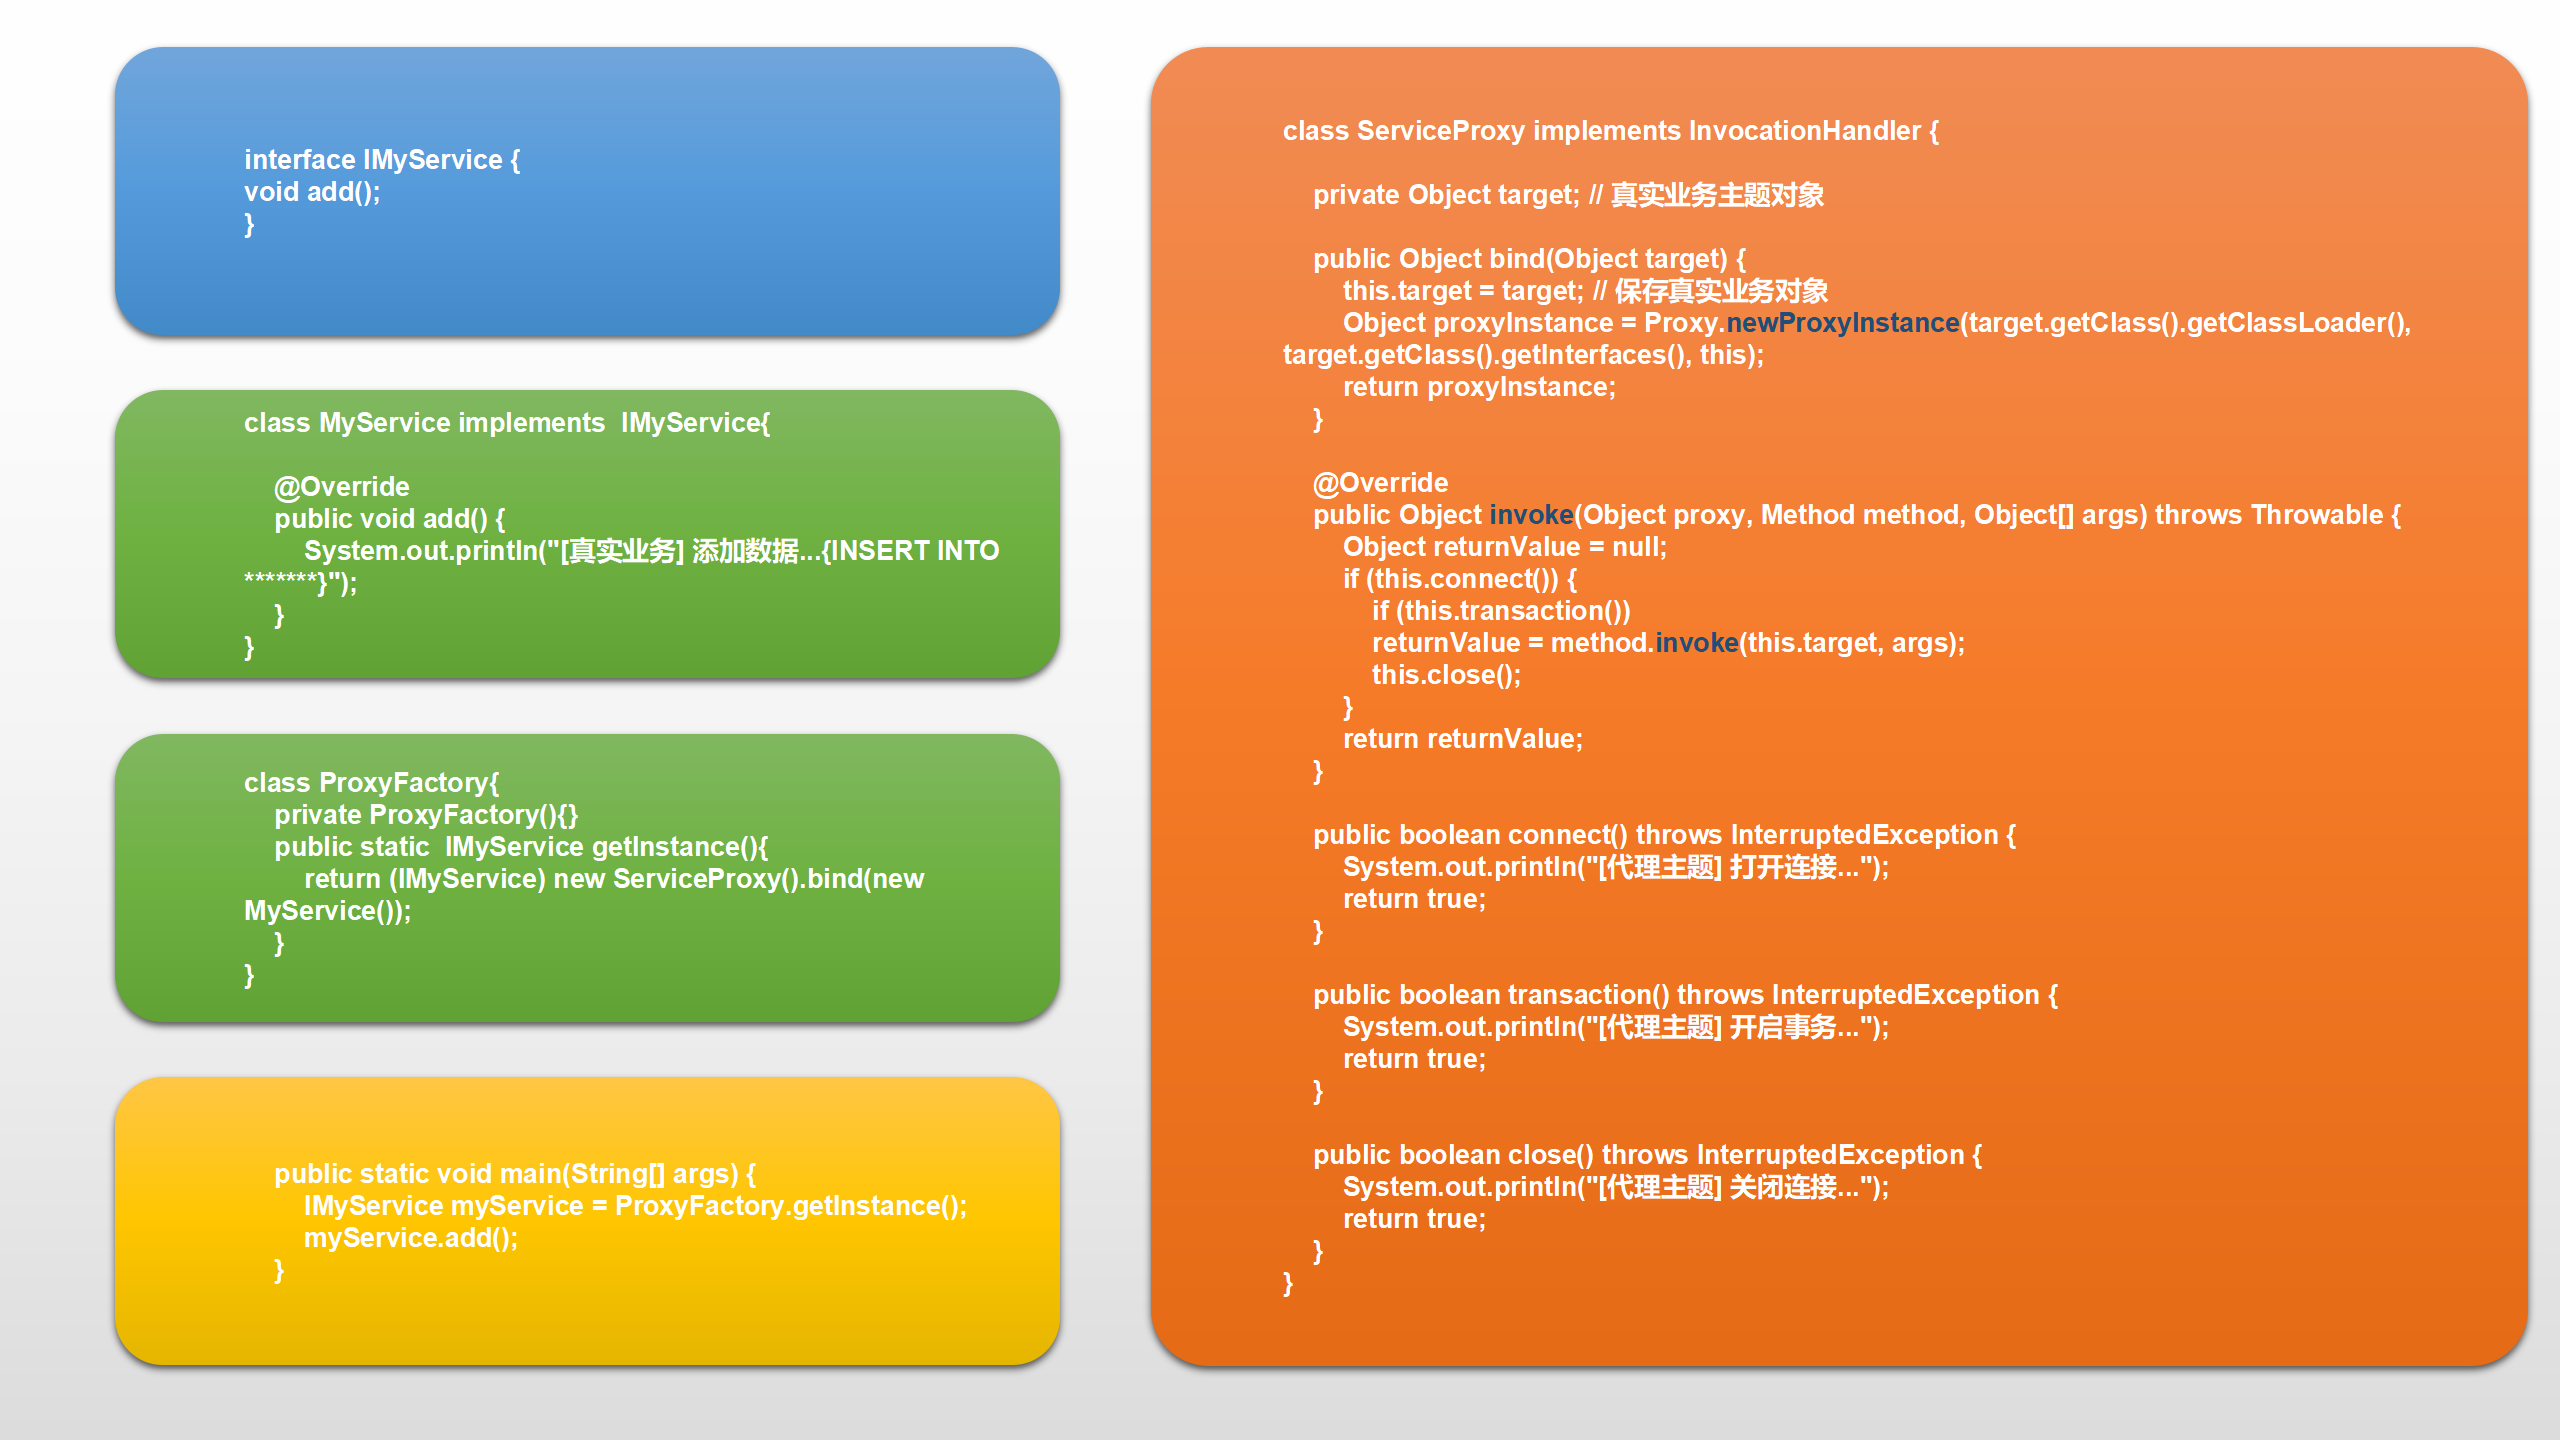 interface IMyService {
void add();
}
class MyService implements  IMyService{
@Override
public void add() {
System.out.println("[真实业务] 添加数据...{INSERT INTO
*******}");
}
}
class ProxyFactory{
private ProxyFactory(){}
public static  IMyService getInstance(){
return (IMyService) new ServiceProxy().bind(new
MyService());
}
}
public static void main(String[] args) {
IMyService myService = ProxyFactory.getInstance();
myService.add();
}
class ServiceProxy implements InvocationHandler {
private Object target; // 真实业务主题对象
public Object bind(Object target) {
this.target = target; // 保存真实业务对象
Object proxyInstance = Proxy.newProxyInstance(target.getClass().getClassLoader(),
target.getClass().getInterfaces(), this);
return proxyInstance;
}
@Override
public Object invoke(Object proxy, Method method, Object[] args) throws Throwable {
Object returnValue = null;
if (this.connect()) {
if (this.transaction())
returnValue = method.invoke(this.target, args);
this.close();
}
return returnValue;
}
public boolean connect() throws InterruptedException {
System.out.println("[代理主题] 打开连接...");
return true;
}
public boolean transaction() throws InterruptedException {
System.out.println("[代理主题] 开启事务...");
return true;
}
public boolean close() throws InterruptedException {
System.out.println("[代理主题] 关闭连接...");
return true;
}
}